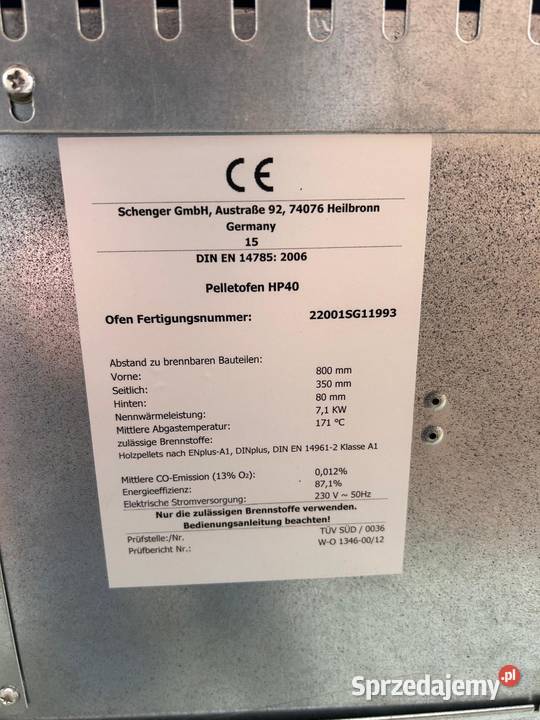 CE
Schenger GmbH, Austraße 92, 74076 Heilbronn
Germany
15
DIN EN 14785: 2006
Pelletofen HP40
Ofen Fertigungsnummer: 22001SG11993
Abstand zu brennbaren Bauteilen:
Vorne: 800 mm
Seitlich: 350 mm
Hinten: 80 mm
Nennwärmeleistung: 7,1 KW
Mittlere Abgastemperatur: 171 °C
zulässige Brennstoffe:
Holzpellets nach ENplus-A1, DINplus, DIN EN 14961-2 Klasse A1
Mittlere CO-Emission (13% O₂): 0,012%
Energieeffizienz: 87,1%
Elektrische Stromversorgung: 230 V ~ 50Hz
Nur die zulässigen Brennstoffe verwenden.
Bedienungsanleitung beachten!
Prüfstelle:/Nr. TÜV SÜD / 0036
Prüfbericht Nr.: W-O 1346-00/12
Sprzedajemy.pl